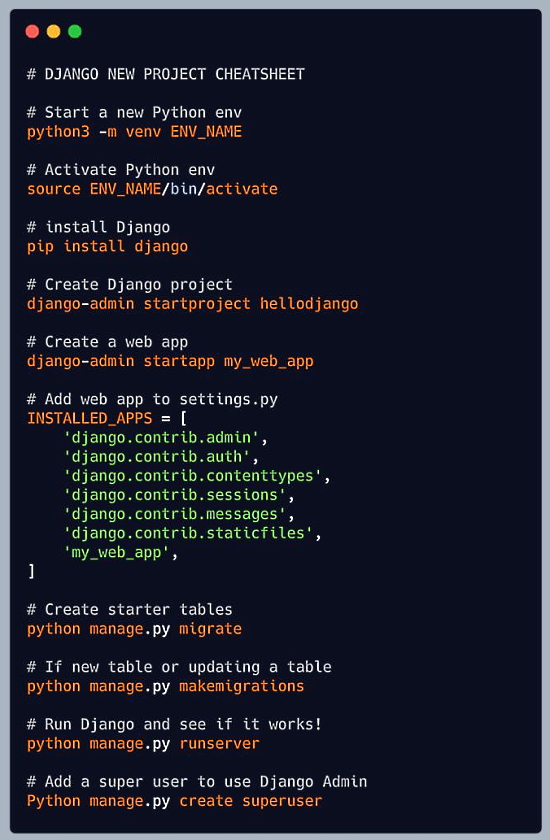 # DJANGO NEW PROJECT CHEATSHEET
# Start a new Python env
python3 -m venv ENV_NAME
# Activate Python env
source ENV_NAME/bin/activate
# install Django
pip install django
# Create Django project
django-admin startproject hellodjango
# Create a web app
django-admin startapp my_web_app
# Add web app to settings.py
INSTALLED_APPS = [
    'django.contrib.admin',
    'django.contrib.auth',
    'django.contrib.contenttypes',
    'django.contrib.sessions',
    'django.contrib.messages',
    'django.contrib.staticfiles',
    'my_web_app',
]
# Create starter tables
python manage.py migrate
# If new table or updating a table
python manage.py makemigrations
# Run Django and see if it works!
python manage.py runserver
# Add a super user to use Django Admin
Python manage.py create superuser